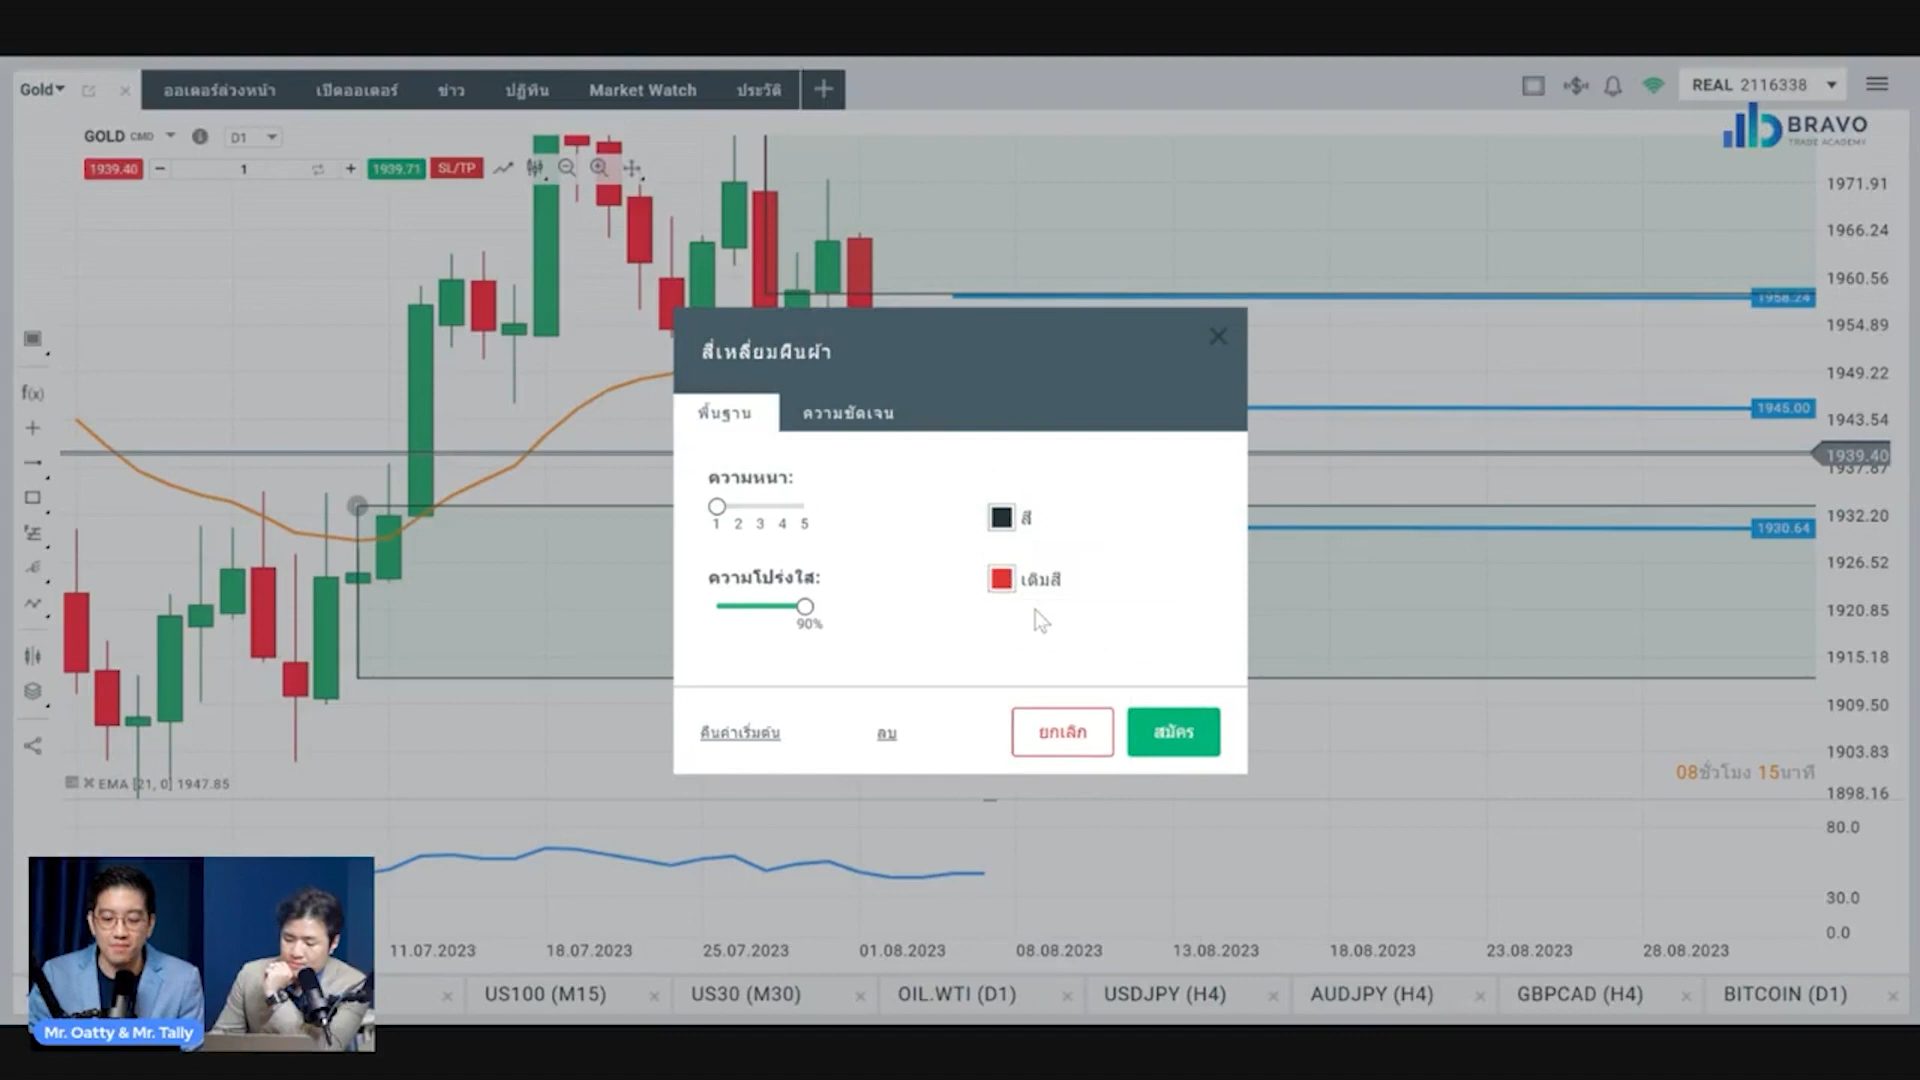 Gold
ออเดอร์ล่วงหน้า
เปิดออเดอร์
ข่าว
ปฏิทิน
Market Watch
ประวัติ
REAL 2116338
BRAVO
TRADE ACADEMY
GOLD CMD
D1
1939.40
1
1939.71
SL/TP
1971.91
1966.24
1960.56
1958.24
1954.89
1949.22
1945.00
1943.54
1939.40
1937.87
1932.20
1930.64
1926.52
1920.85
1915.18
1909.50
1903.83
1898.16
80.0
30.0
0.0
f(x)
สี่เหลี่ยมผืนผ้า
พื้นฐาน
ความชัดเจน
ความหนา:
1 2 3 4 5
สี
ความโปร่งใส:
90%
เติมสี
คืนค่าเริ่มต้น
ลบ
ยกเลิก
สมัคร
EMA [21, 0] 1947.85
08ชั่วโมง 15นาที
11.07.2023
18.07.2023
25.07.2023
01.08.2023
08.08.2023
13.08.2023
18.08.2023
23.08.2023
28.08.2023
US100 (M15)
US30 (M30)
OIL.WTI (D1)
USDJPY (H4)
AUDJPY (H4)
GBPCAD (H4)
BITCOIN (D1)
Mr. Oatty & Mr. Tally